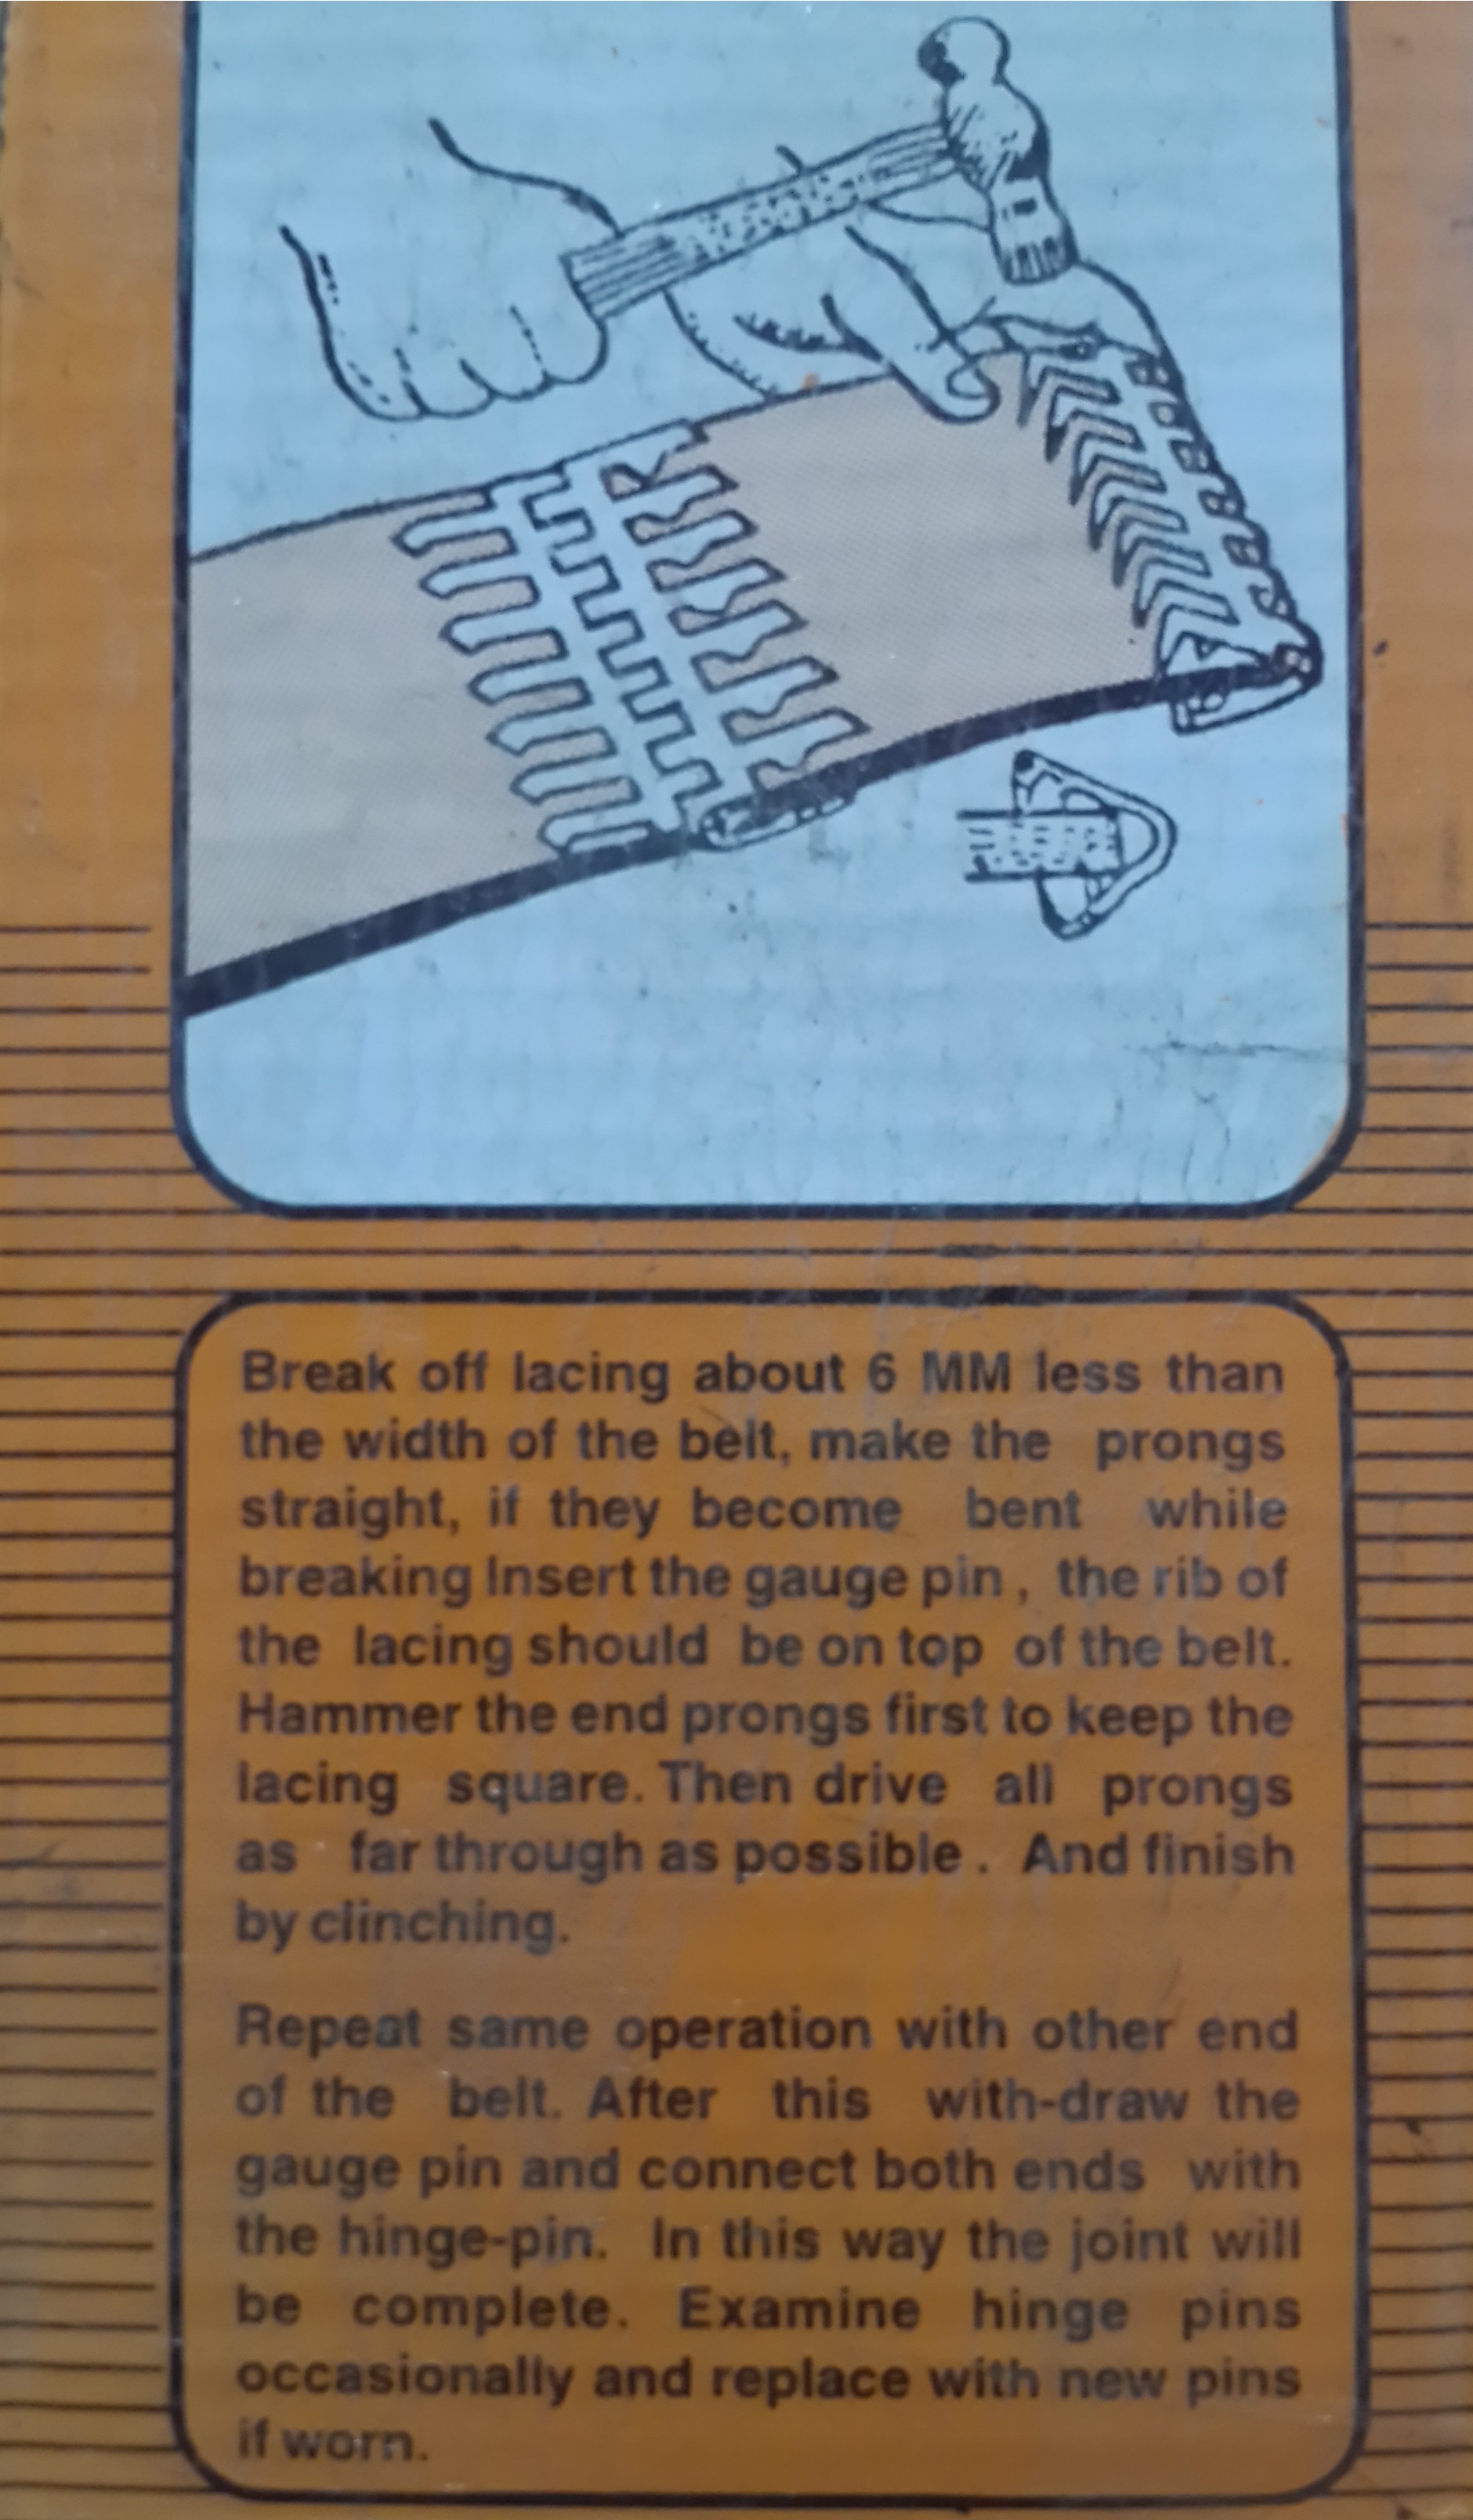 Break off lacing about 6 MM less than
the width of the belt, make the prongs
straight, if they become bent while
breaking Insert the gauge pin , the rib of
the lacing should be on top of the belt.
Hammer the end prongs first to keep the
lacing square. Then drive all prongs
as far through as possible . And finish
by clinching.
Repeat same operation with other end
of the belt. After this with-draw the
gauge pin and connect both ends with
the hinge-pin. In this way the joint will
be complete. Examine hinge pins
occasionally and replace with new pins
if worn.